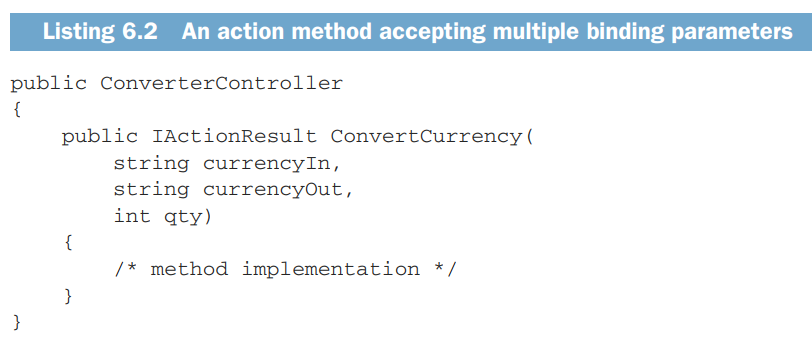 Listing 6.2 An action method accepting multiple binding parameters
public ConverterController
{
    public IActionResult ConvertCurrency(
        string currencyIn,
        string currencyOut,
        int qty)
    {
        /* method implementation */
    }
}